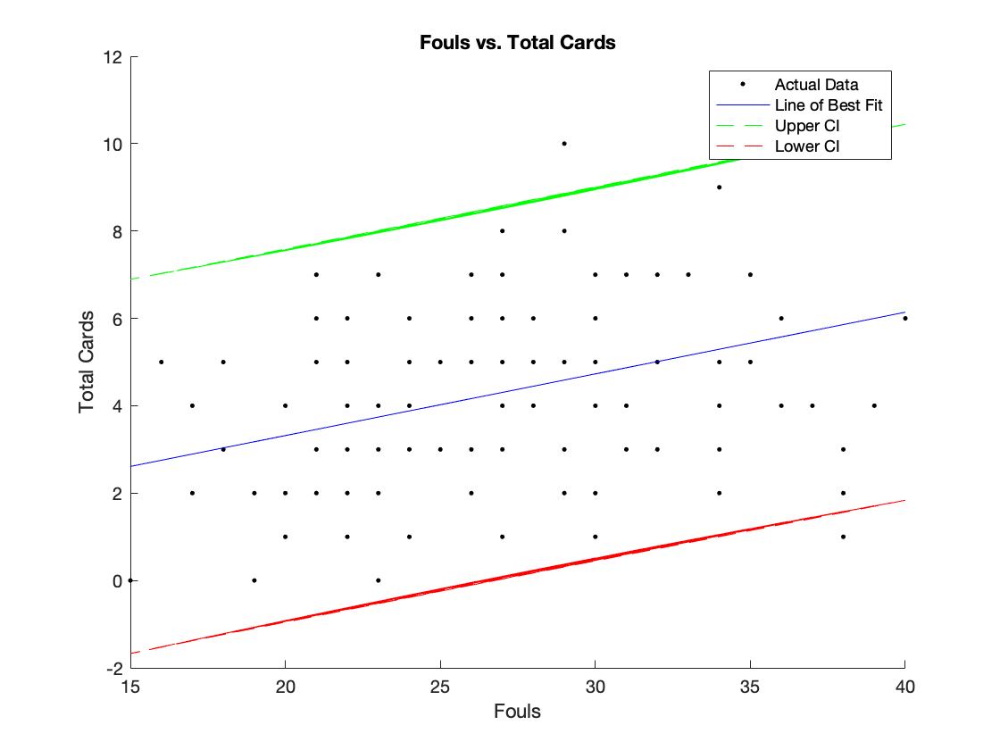 Fouls vs. Total Cards
12
10
8
6
4
2
0
-2
Total Cards
Actual Data
Line of Best Fit
Upper CI
Lower CI
15 20 25 30 35 40
Fouls